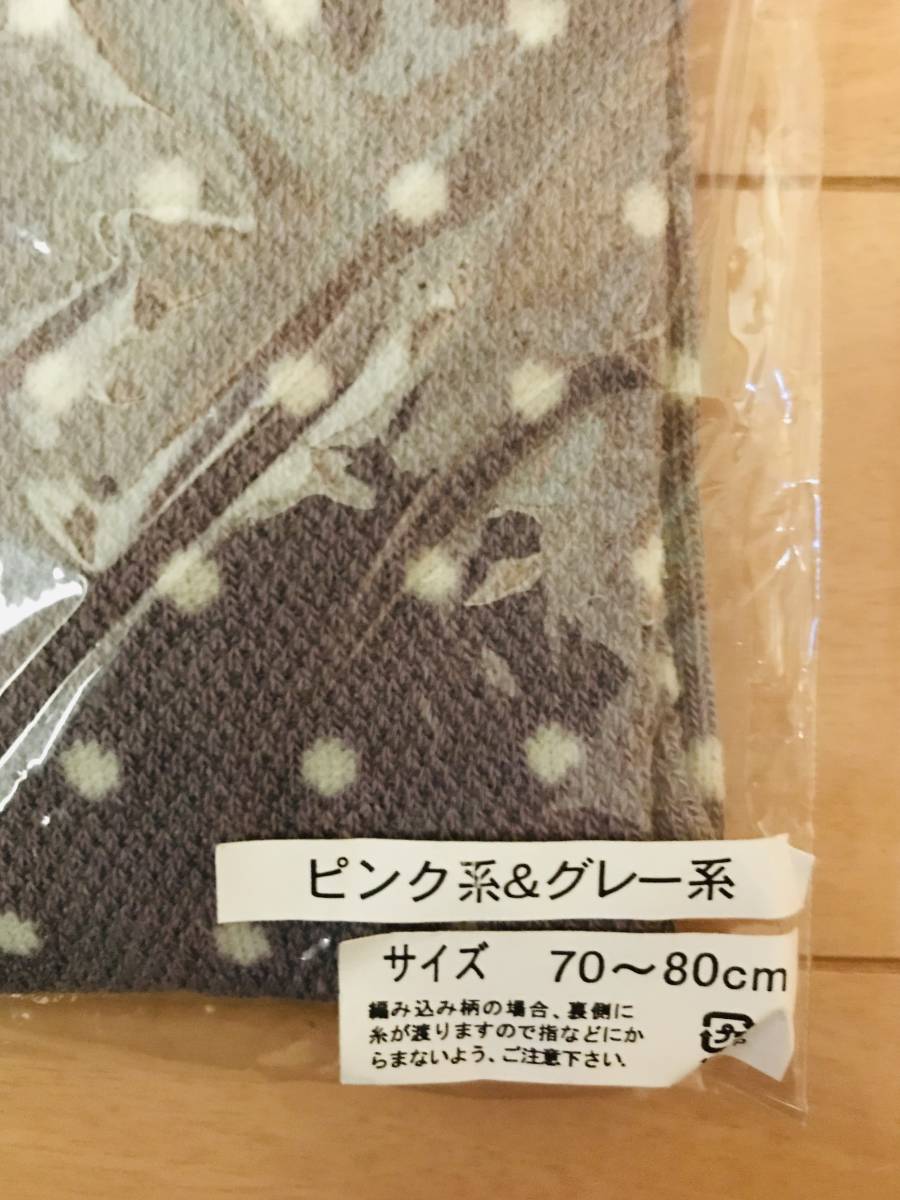 ピンク系&グレー系
サイズ　70～80cm
編み込み柄の場合、裏側に
糸が渡りますので指などにか
らまないよう、ご注意下さい.